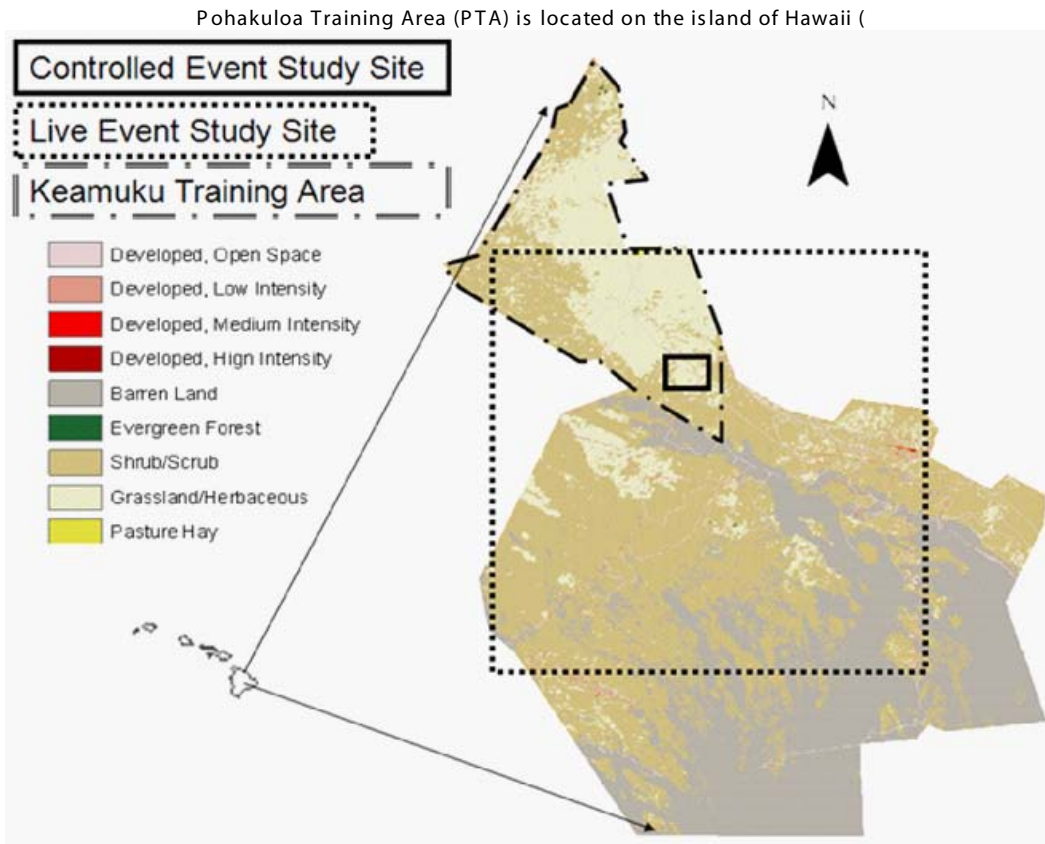 Pohakuloa Training Area (PTA) is located on the island of Hawaii (
Controlled Event Study Site
Live Event Study Site
Keamuku Training Area
N
Developed, Open Space
Developed, Low Intensity
Developed, Medium Intensity
Developed, Hign Intensity
Barren Land
Evergreen Forest
Shrub/Scrub
Grassland/Herbaceous
Pasture Hay